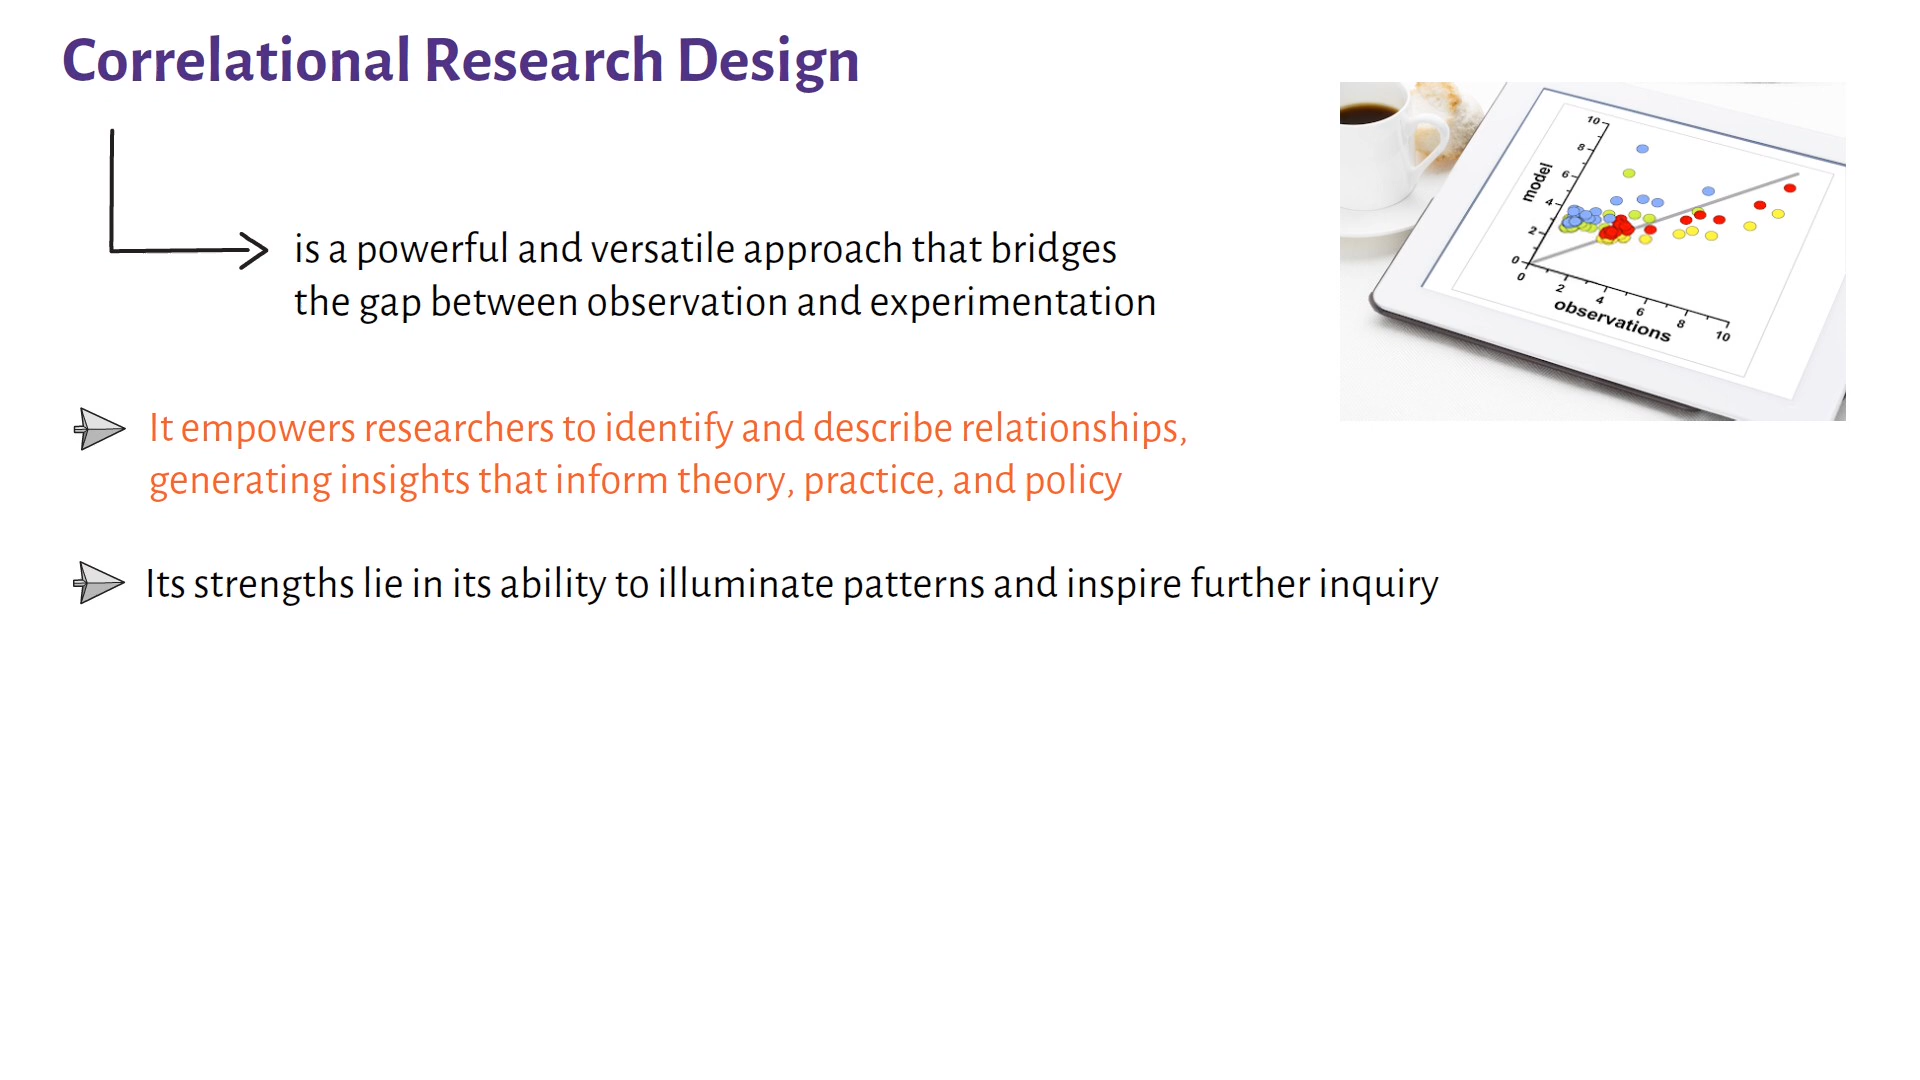 Correlational Research Design
is a powerful and versatile approach that bridges
the gap between observation and experimentation
It empowers researchers to identify and describe relationships,
generating insights that inform theory, practice, and policy
Its strengths lie in its ability to illuminate patterns and inspire further inquiry
10
8
6
4
2
0
model
0
2
4
6
8
10
observations